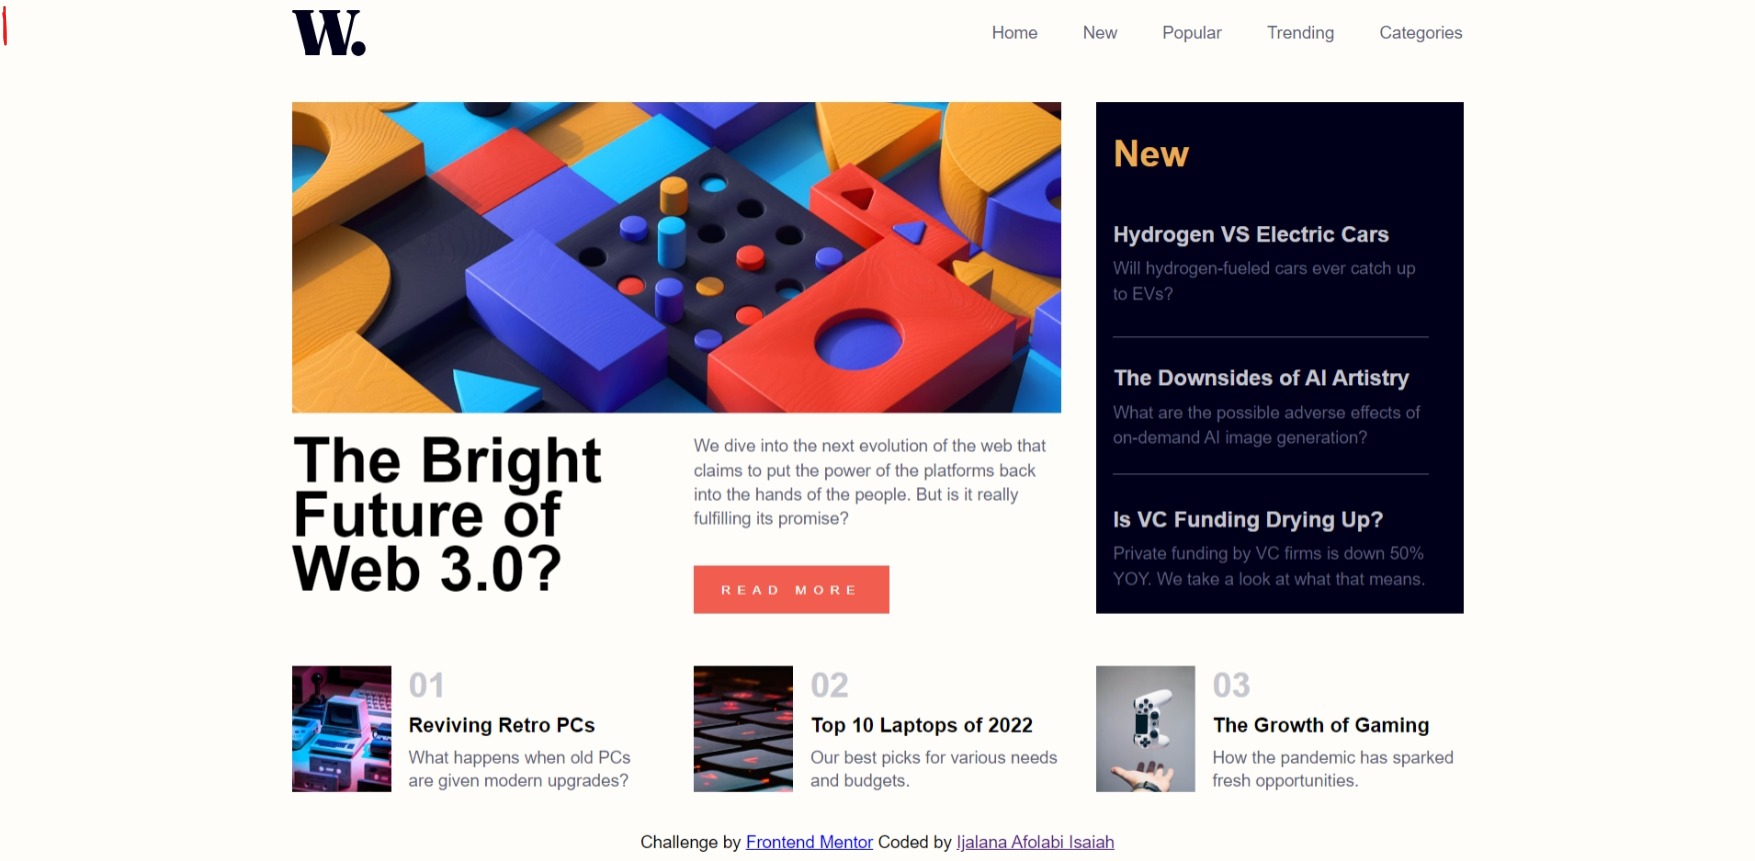 W.
Home New Popular Trending Categories
The Bright
Future of
Web 3.0?
We dive into the next evolution of the web that
claims to put the power of the platforms back
into the hands of the people. But is it really
fulfilling its promise?
READ MORE
New
Hydrogen VS Electric Cars
Will hydrogen-fueled cars ever catch up
to EVs?
The Downsides of AI Artistry
What are the possible adverse effects of
on-demand AI image generation?
Is VC Funding Drying Up?
Private funding by VC firms is down 50%
YOY. We take a look at what that means.
01
Reviving Retro PCs
What happens when old PCs
are given modern upgrades?
02
Top 10 Laptops of 2022
Our best picks for various needs
and budgets.
03
The Growth of Gaming
How the pandemic has sparked
fresh opportunities.
Challenge by Frontend Mentor Coded by Ijalana Afolabi Isaiah